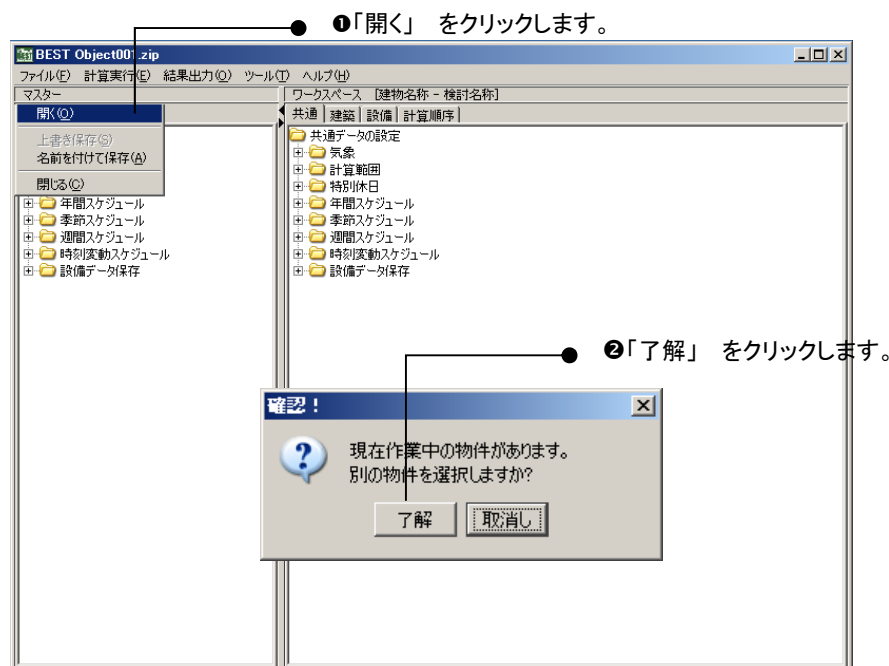 ❶「開く」 をクリックします。
BEST Object001.zip
ファイル(F) 計算実行(E) 結果出力(O) ツール(T) ヘルプ(H)
マスター
ワークスペース [建物名称 - 検討名称]
開く(O)
上書き保存(S)
名前を付けて保存(A)
閉じる(C)
年間スケジュール
季節スケジュール
週間スケジュール
時刻変動スケジュール
設備データ保存
共通 建築 設備 計算順序
共通データの設定
気象
計算範囲
特別休日
年間スケジュール
季節スケジュール
週間スケジュール
時刻変動スケジュール
設備データ保存
❷「了解」 をクリックします。
確認!
現在作業中の物件があります。
別の物件を選択しますか?
了解 取消し